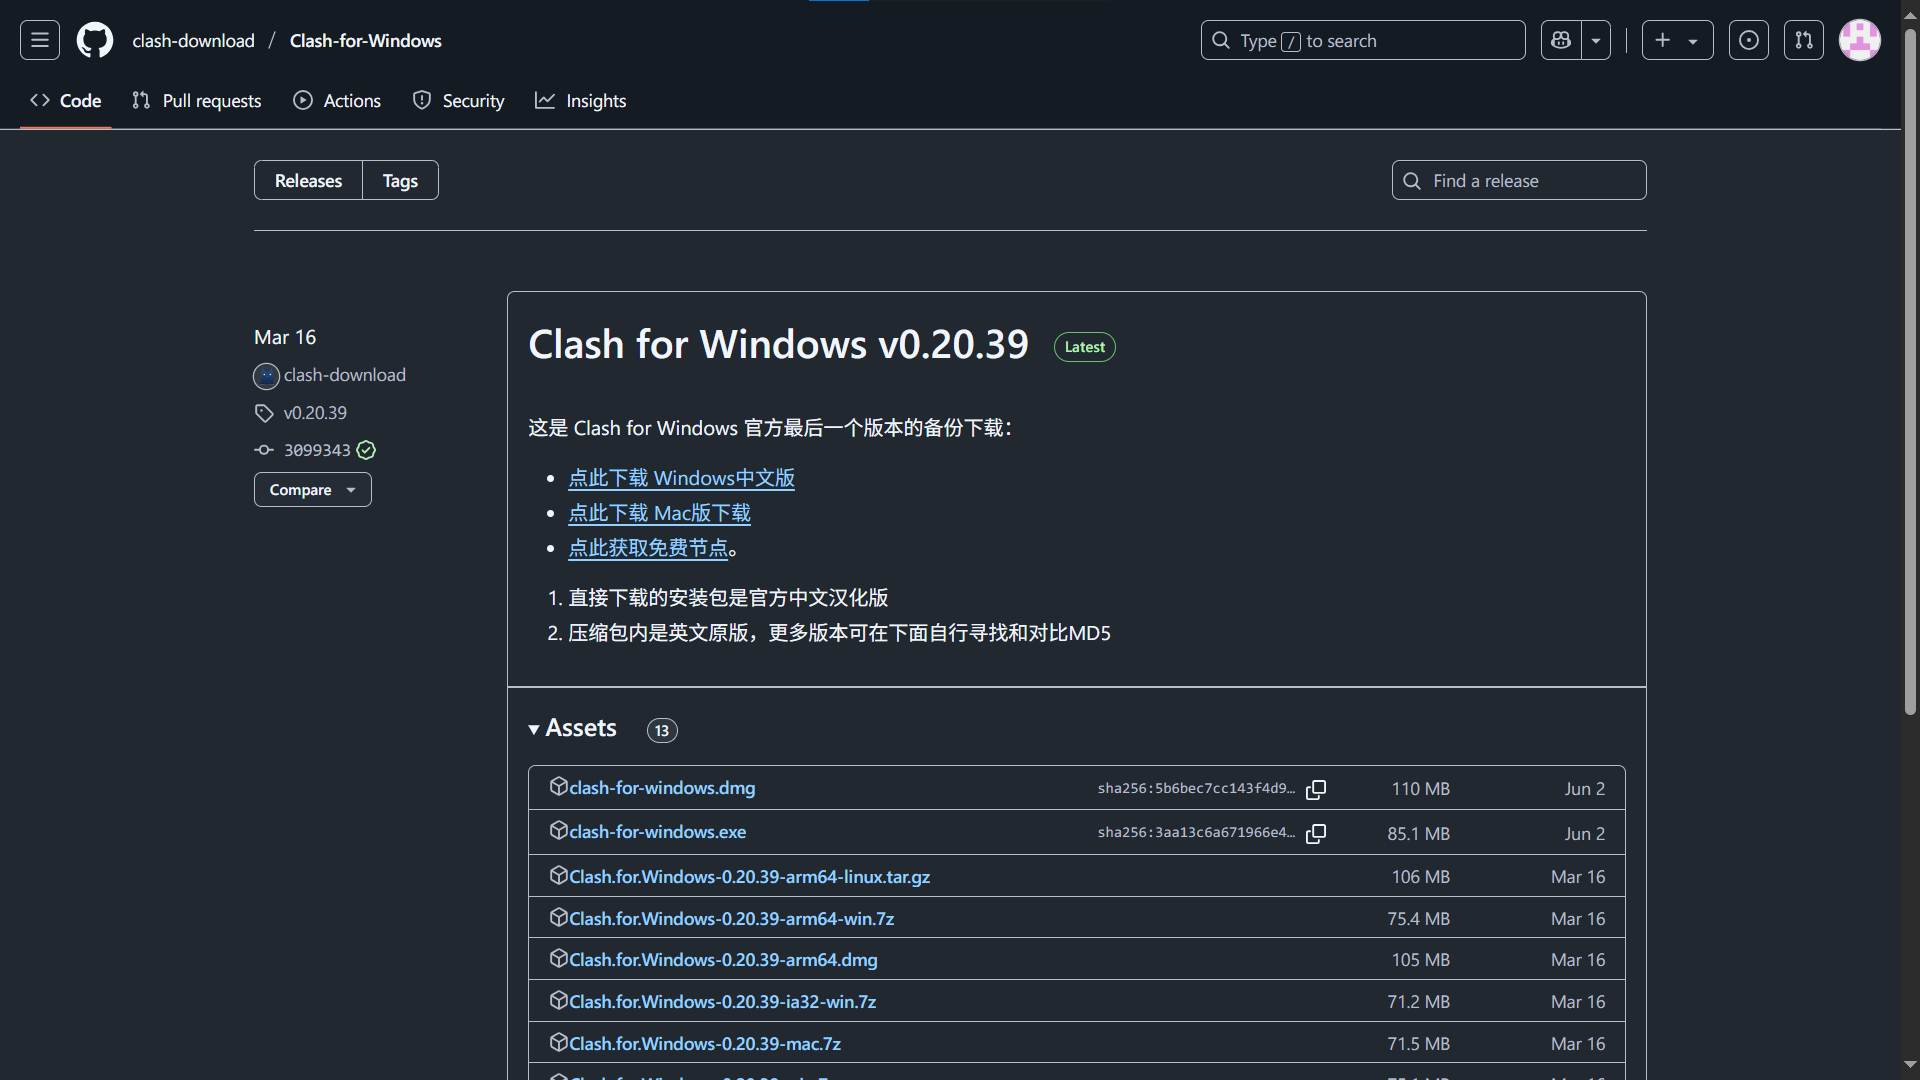 clash-download / Clash-for-Windows
Type / to search
Code
Pull requests
Actions
Security
Insights
Releases
Tags
Find a release
Mar 16
clash-download
v0.20.39
3099343
Compare
Clash for Windows v0.20.39
Latest
这是 Clash for Windows 官方最后一个版本的备份下载：
点此下载 Windows中文版
点此下载 Mac版下载
点此获取免费节点。
1. 直接下载的安装包是官方中文汉化版
2. 压缩包内是英文原版，更多版本可在下面自行寻找和对比MD5
Assets 13
clash-for-windows.dmg sha256:5b6bec7cc143f4d9… 110 MB Jun 2
clash-for-windows.exe sha256:3aa13c6a671966e4… 85.1 MB Jun 2
Clash.for.Windows-0.20.39-arm64-linux.tar.gz 106 MB Mar 16
Clash.for.Windows-0.20.39-arm64-win.7z 75.4 MB Mar 16
Clash.for.Windows-0.20.39-arm64.dmg 105 MB Mar 16
Clash.for.Windows-0.20.39-ia32-win.7z 71.2 MB Mar 16
Clash.for.Windows-0.20.39-mac.7z 71.5 MB Mar 16